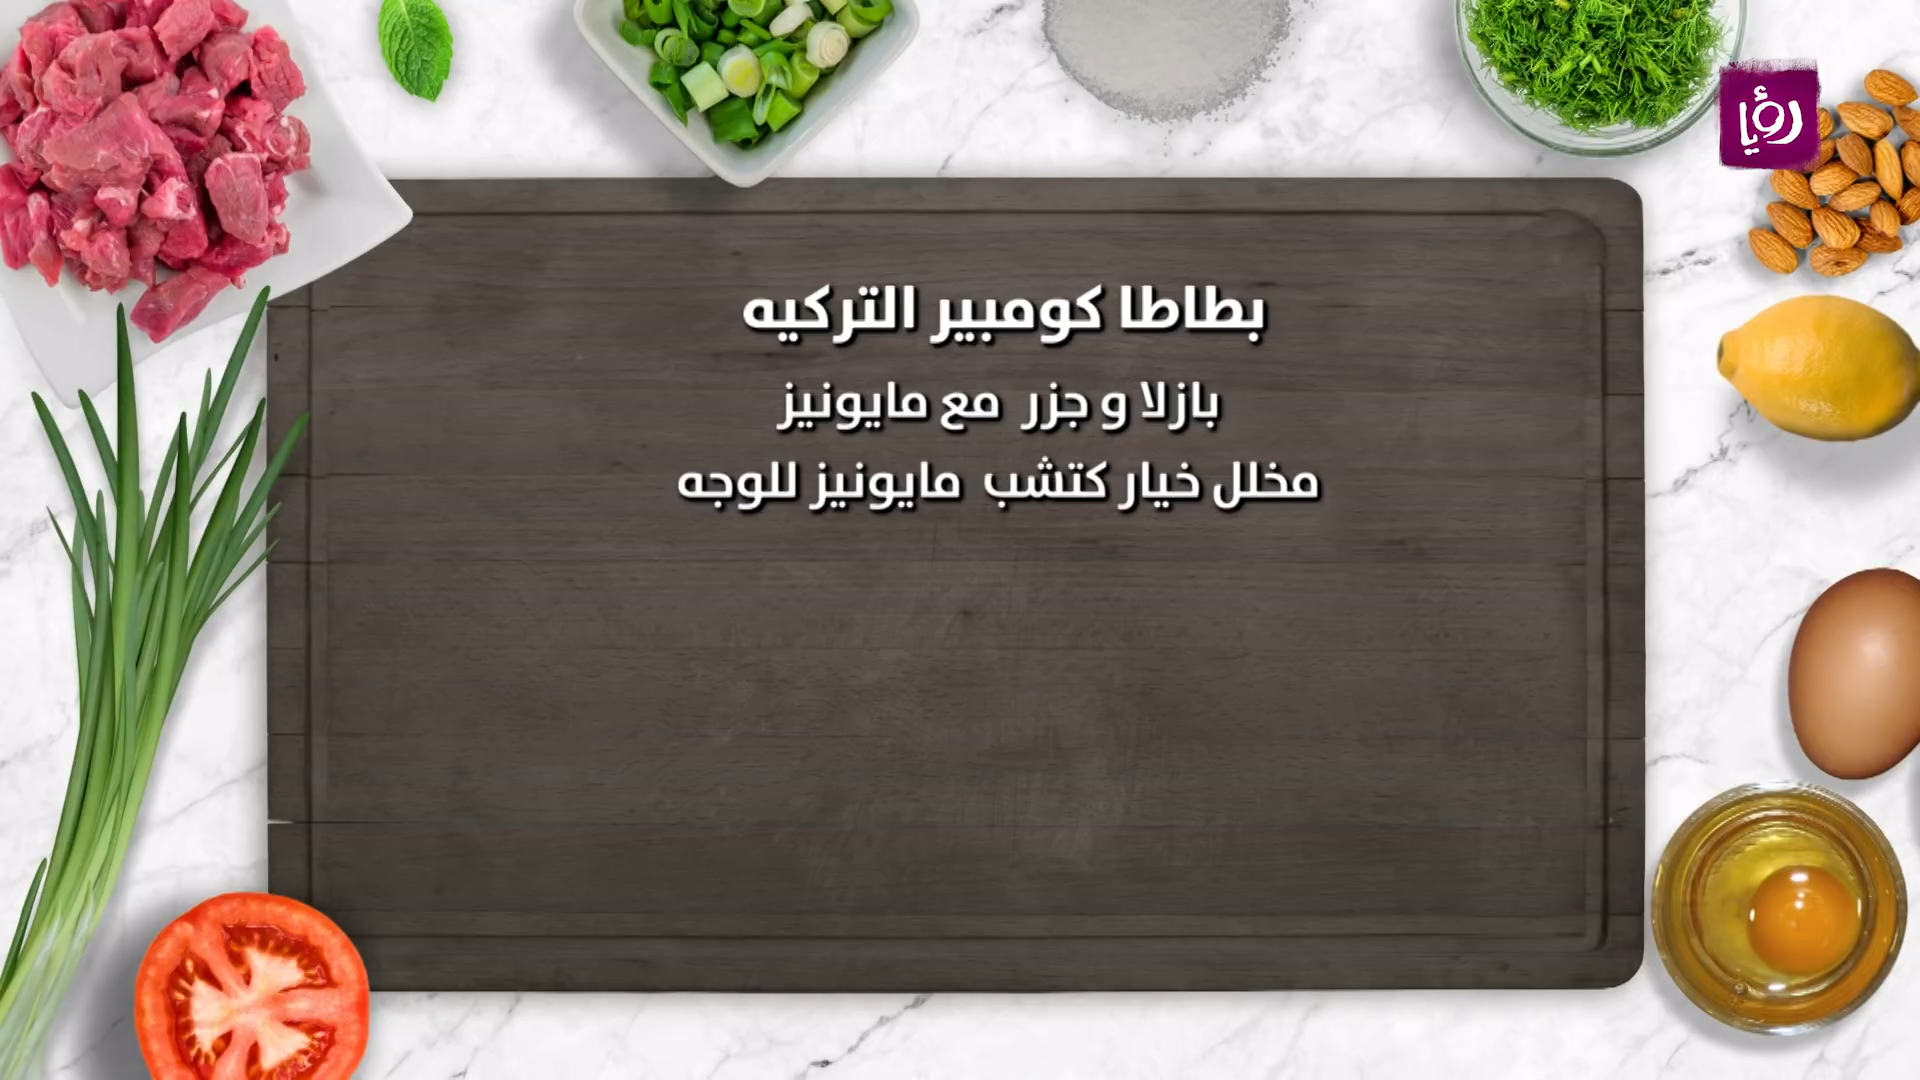 رؤيا
بطاطا كومبير التركيه
بازلا و جزر مع مايونيز
مخلل خيار كتشب مايونيز للوجه